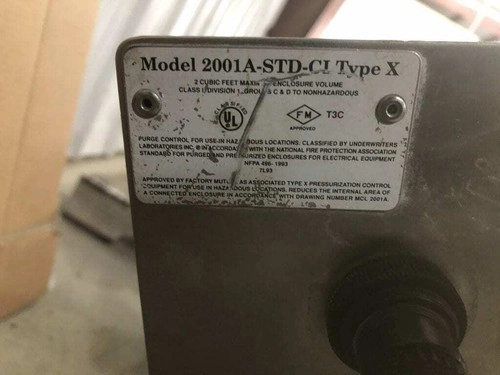 Model 2001A-STD-CI Type X
2 CUBIC FEET ENCLOSURE VOLUME
CLASS I/DIVISION 1, GROUPS C & D TO NONHAZARDOUS
CLASSIFIED
UL
FM
T3C
APPROVED
PURGE CONTROL FOR USE IN HAZARDOUS LOCATIONS. CLASSIFIED BY UNDERWRITERS
LABORATORIES INC. ® IN ACCORDANCE WITH THE NATIONAL FIRE PROTECTION ASSOCIATION
STANDARD FOR PURGED AND PRESSURIZED ENCLOSURES FOR ELECTRICAL EQUIPMENT
NFPA 496- 1993
7L93
APPROVED BY FACTORY MUTUAL AS ASSOCIATED TYPE X PRESSURIZATION CONTROL
EQUIPMENT FOR USE IN HAZARDOUS LOCATIONS. REDUCES THE INTERNAL AREA OF
A CONNECTED ENCLOSURE IN ACCORDANCE WITH DRAWING NUMBER MCL 2001A.